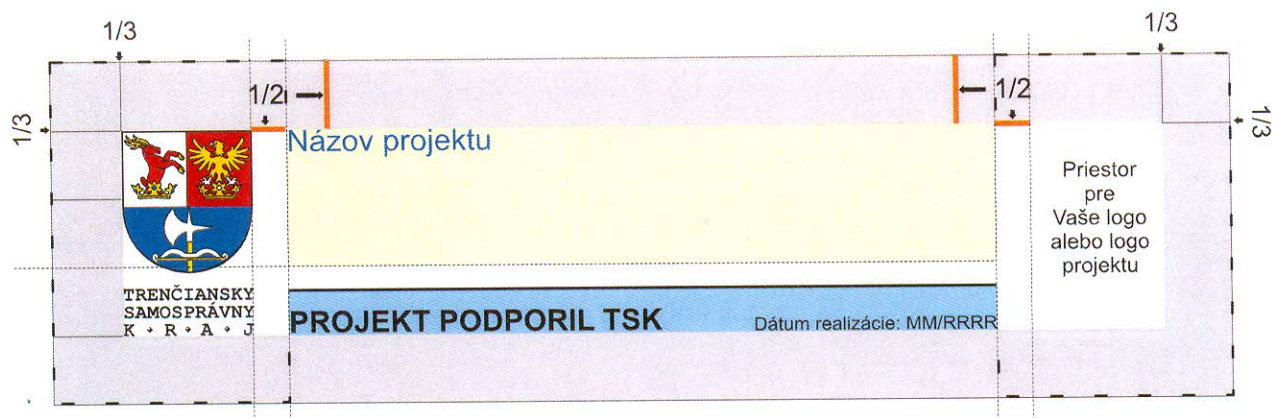 1/3
1/3
1/2
1/2
1/3
1/3
Názov projektu
Priestor
pre
Vaše logo
alebo logo
projektu
TRENČIANSKY
SAMOSPRÁVNY
K · R · A · J
PROJEKT PODPORIL TSK
Dátum realizácie: MM/RRRR